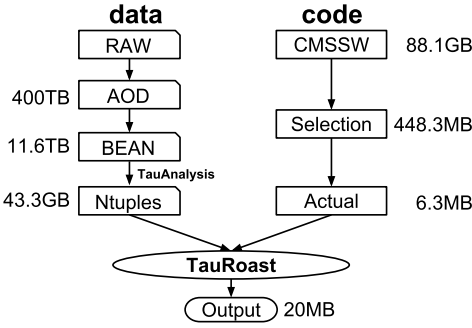 data code
RAW CMSSW 88.1GB
400TB AOD
Selection 448.3MB
11.6TB BEAN
TauAnalysis
43.3GB Ntuples Actual 6.3MB
TauRoast
Output 20MB